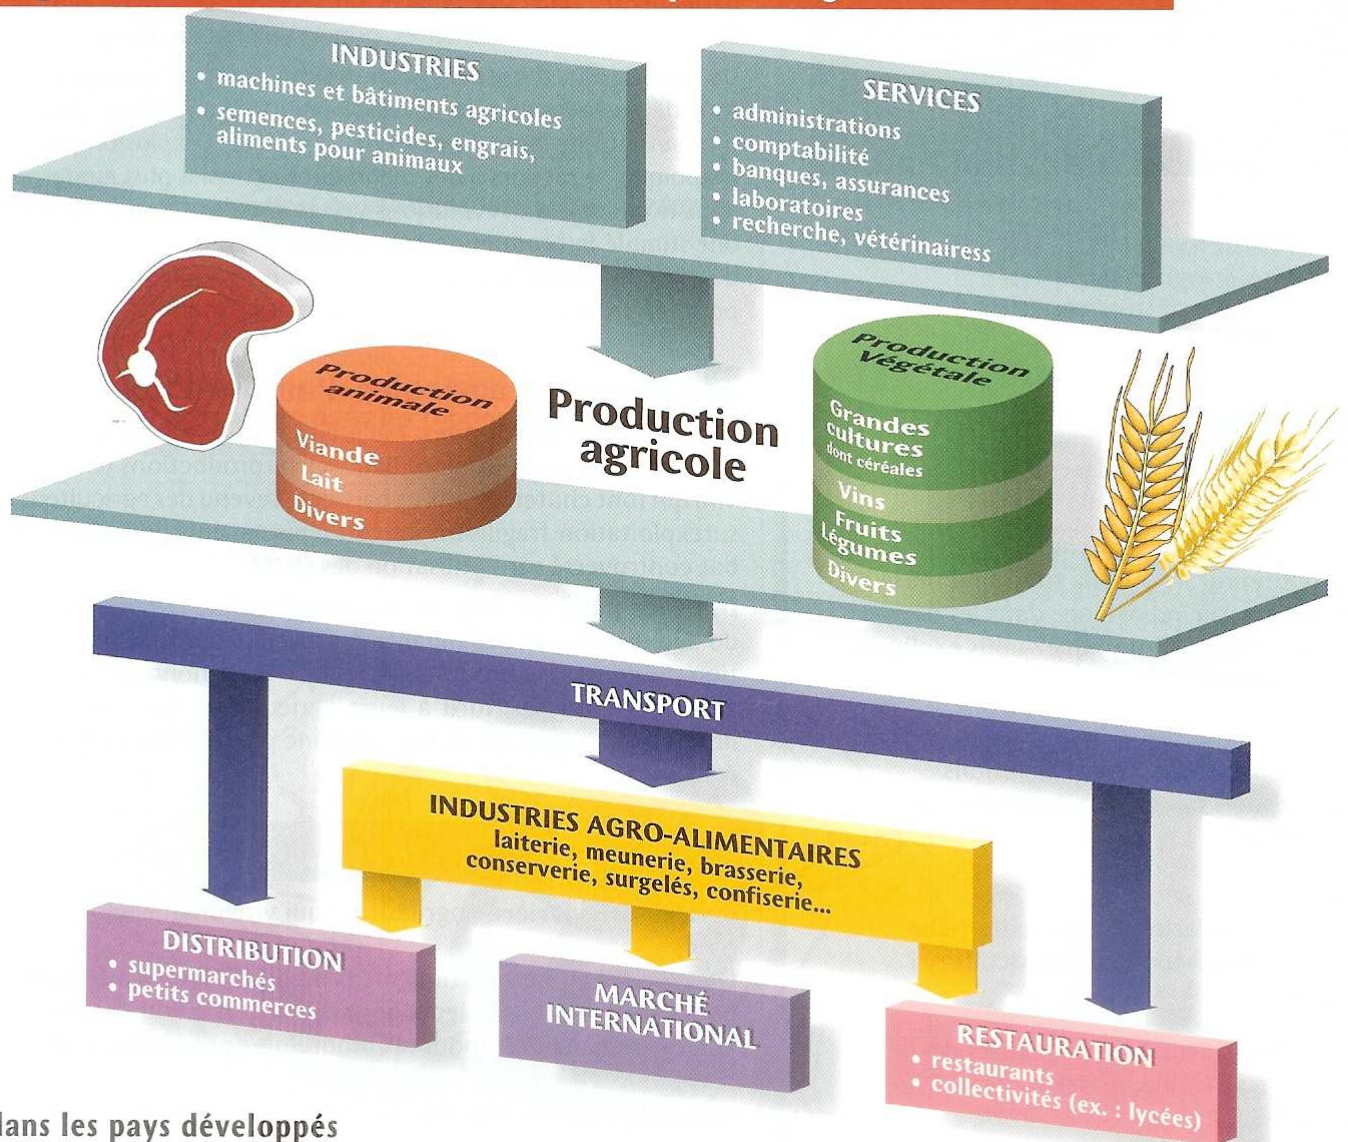 INDUSTRIES
• machines et bâtiments agricoles
• semences, pesticides, engrais,
aliments pour animaux
SERVICES
• administrations
• comptabilité
• banques, assurances
• laboratoires
• recherche, vétérinairess
Production
animale
Viande
Lait
Divers
Production
agricole
Production
Végétale
Grandes
cultures
dont céréales
Vins
Fruits
Légumes
Divers
TRANSPORT
INDUSTRIES AGRO-ALIMENTAIRES
laiterie, meunerie, brasserie,
conserverie, surgelés, confiserie...
DISTRIBUTION
• supermarchés
• petits commerces
MARCHÉ
INTERNATIONAL
RESTAURATION
• restaurants
• collectivités (ex. : lycées)
dans les pays développés